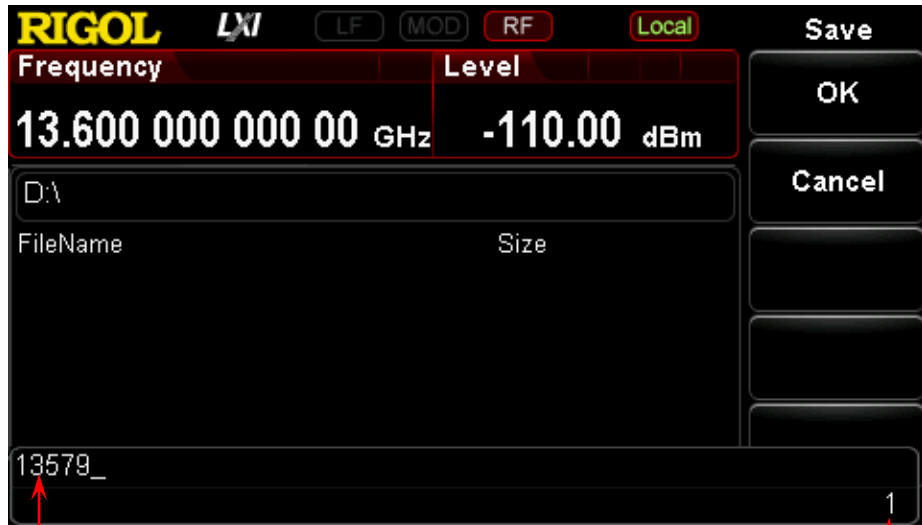 RIGOL LXI LF MOD RF Local Save
Frequency Level
OK
13.600 000 000 00 GHz -110.00 dBm
Cancel
D:\
FileName Size
13579_
1